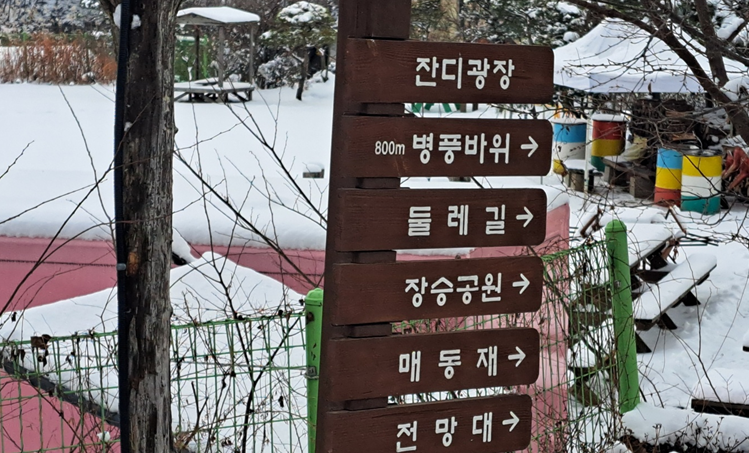 잔디광장
800m 병풍바위 →
둘레길 →
장승공원 →
매동재 →
전망대 →